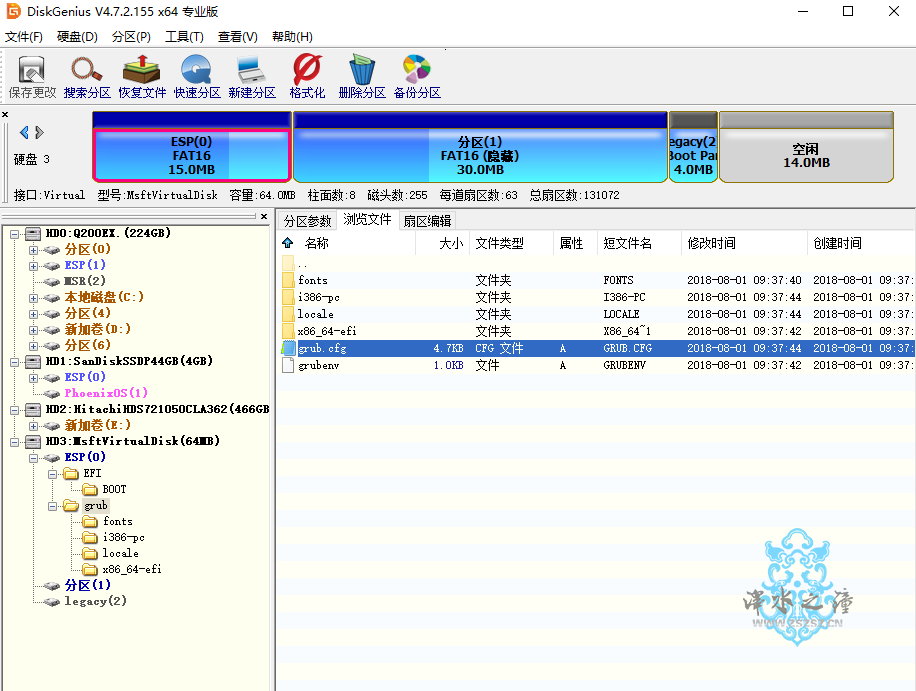 DiskGenius V4.7.2.155 x64 专业版
文件(F) 硬盘(D) 分区(P) 工具(T) 查看(V) 帮助(H)
保存更改 搜索分区 恢复文件 快速分区 新建分区 格式化 删除分区 备份分区
硬盘 3
ESP(0)
FAT16
15.0MB
分区(1)
FAT16 (隐藏)
30.0MB
egacy(2
Boot Par
4.0MB
空闲
14.0MB
接口:Virtual 型号:MsftVirtualDisk 容量:64.0MB 柱面数:8 磁头数:255 每道扇区数:63 总扇区数:131072
HD0:Q200EX.(224GB)
分区(0)
ESP(1)
MSR(2)
本地磁盘(C:)
分区(4)
新加卷(D:)
分区(6)
HD1:SanDiskSSDP44GB(4GB)
ESP(0)
PhoenixOS(1)
HD2:HitachiHDS721050CLA362(466GB
新加卷(E:)
HD3:MsftVirtualDisk(64MB)
ESP(0)
EFI
BOOT
grub
fonts
i386-pc
locale
x86_64-efi
分区(1)
legacy(2)
分区参数 浏览文件 扇区编辑
名称 大小 文件类型 属性 短文件名 修改时间 创建时间
..
fonts 文件夹 FONTS 2018-08-01 09:37:40 2018-08-01 09:37:
i386-pc 文件夹 I386-PC 2018-08-01 09:37:44 2018-08-01 09:37:
locale 文件夹 LOCALE 2018-08-01 09:37:44 2018-08-01 09:37:
x86_64-efi 文件夹 X86_64~1 2018-08-01 09:37:42 2018-08-01 09:37:
grub.cfg 4.7KB CFG 文件 A GRUB.CFG 2018-08-01 09:37:44 2018-08-01 09:37:
grubenv 1.0KB 文件 A GRUBENV 2018-08-01 09:37:42 2018-08-01 09:37:
泽水之瞳
WWW.ZSZSZ.CN